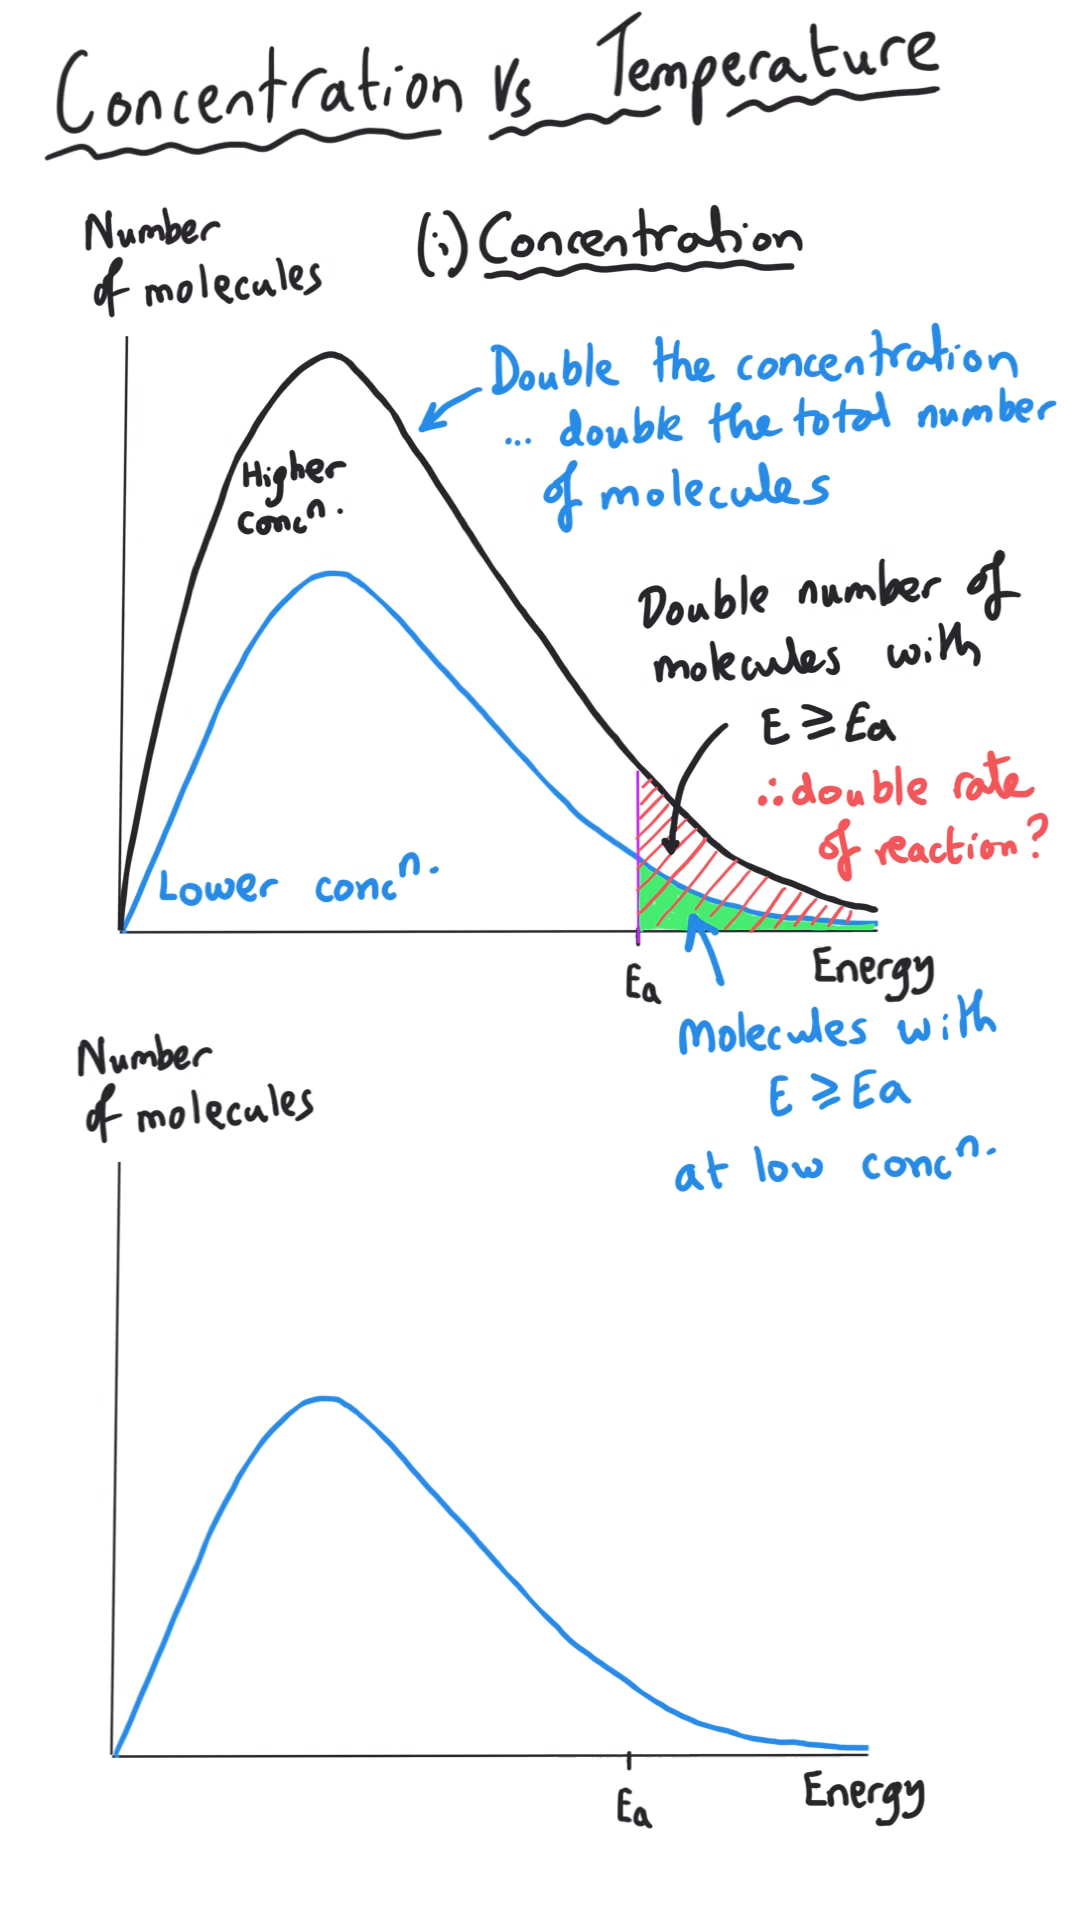 Concentration Vs Temperature
Number
of molecules
(i) Concentration
Double the concentration
... double the total number
of molecules
Higher
concⁿ.
Double number of
molecules with
E ⩾ Ea
∴ double rate
of reaction?
Lower concⁿ.
Ea
Energy
Molecules with
E ⩾ Ea
at low concⁿ.
Number
of molecules
Ea
Energy